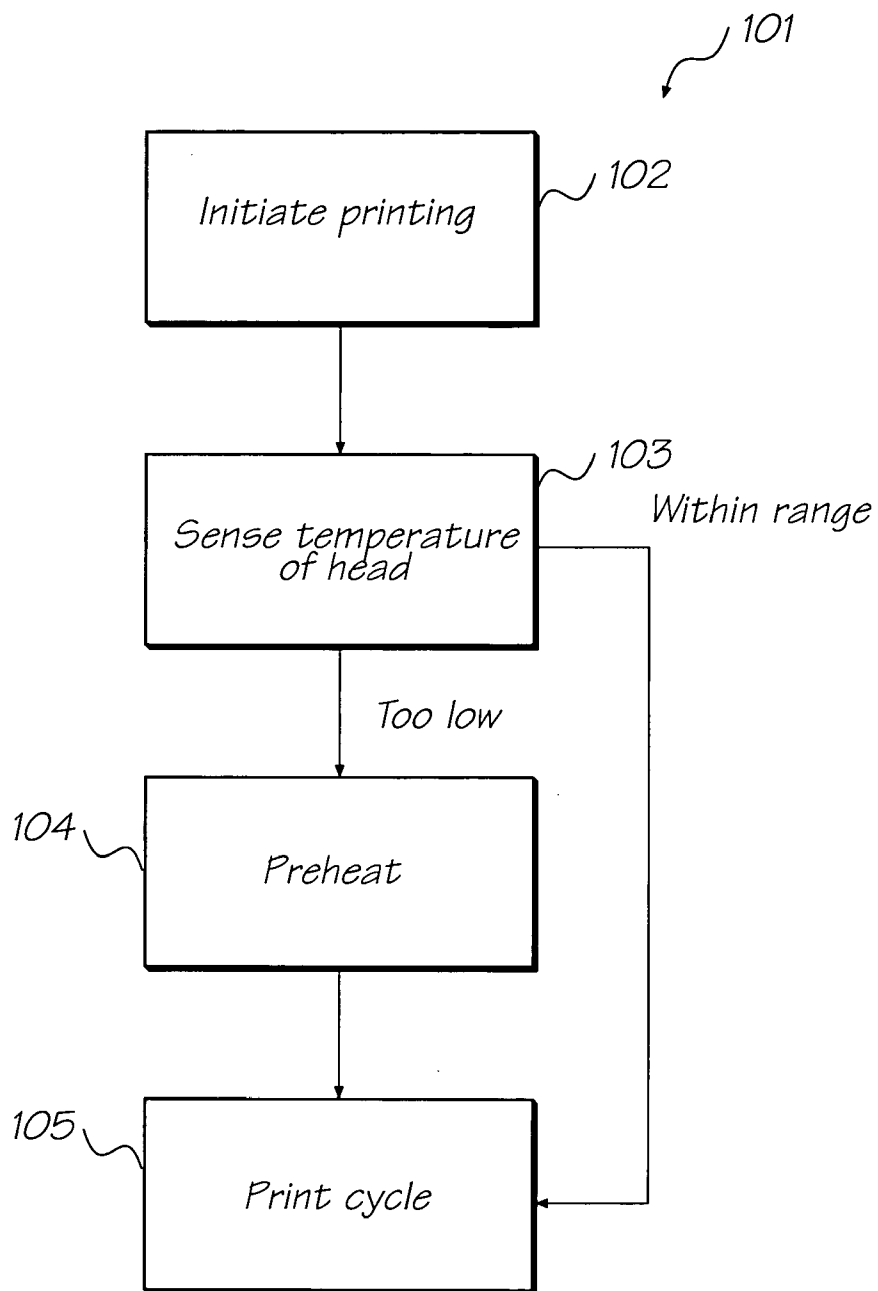 101
Initiate printing
102
103
Within range
Sense temperature
of head
Too low
104
Preheat
105
Print cycle